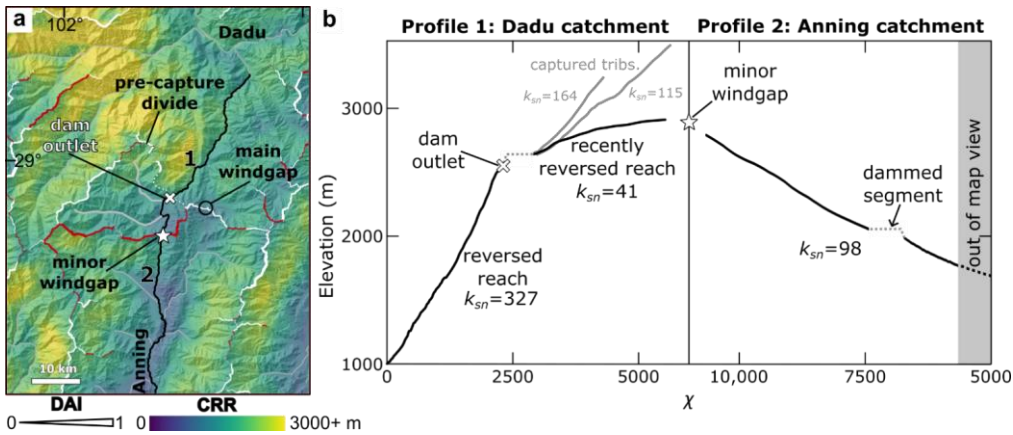 a
102°
Dadu
pre-capture
divide
dam
outlet
1
29°
main
windgap
minor
windgap
2
Anning
10 km
DAI
CRR
0
1
0
3000+ m
b
Profile 1: Dadu catchment
Profile 2: Anning catchment
captured tribs.
ksn=164
ksn=115
minor
windgap
dam
outlet
recently
reversed reach
ksn=41
dammed
segment
reversed
reach
ksn=327
ksn=98
out of map view
Elevation (m)
3000
2000
1000
0
2500
5000
10,000
7500
5000
χ